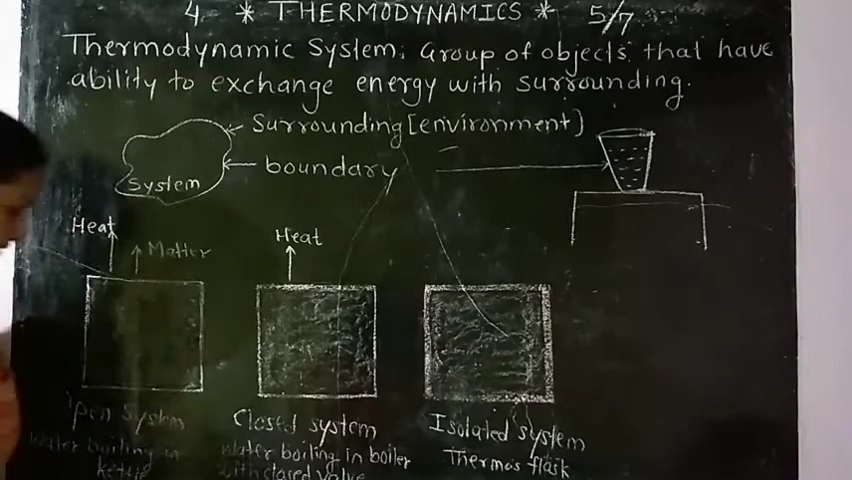 4 * THERMODYNAMICS * 5/7
Thermodynamic System: Group of objects that have
ability to exchange energy with surrounding.
Surrounding [environment]
System
boundary
Heat
Matter
Heat
Open System
Water boiling in
kettle
Closed system
Water boiling in boiler
with closed valve
Isolated system
Thermos flask